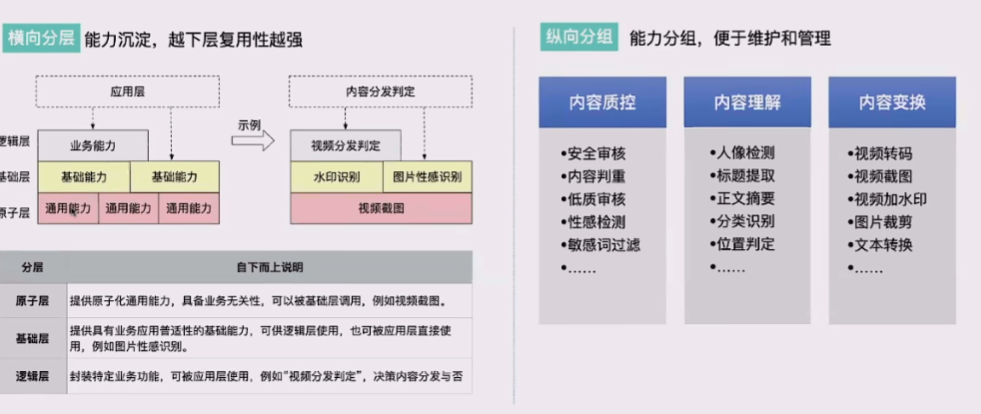 横向分层 能力沉淀，越下层复用性越强
应用层
逻辑层
业务能力
基础层
基础能力 基础能力
原子层
通用能力 通用能力 通用能力
示例
内容分发判定
视频分发判定
水印识别 图片性感识别
视频截图
分层 自下而上说明
原子层 提供原子化通用能力，具备业务无关性，可以被基础层调用，例如视频截图。
基础层 提供具有业务应用普适性的基础能力，可供逻辑层使用，也可被应用层直接使
用，例如图片性感识别。
逻辑层 封装特定业务功能，可被应用层使用，例如“视频分发判定”，决策内容分发与否
纵向分组 能力分组，便于维护和管理
内容质控
•安全审核
•内容判重
•低质审核
•性感检测
•敏感词过滤
•......
内容理解
•人像检测
•标题提取
•正文摘要
•分类识别
•位置判定
•......
内容变换
•视频转码
•视频截图
•视频加水印
•图片裁剪
•文本转换
•......